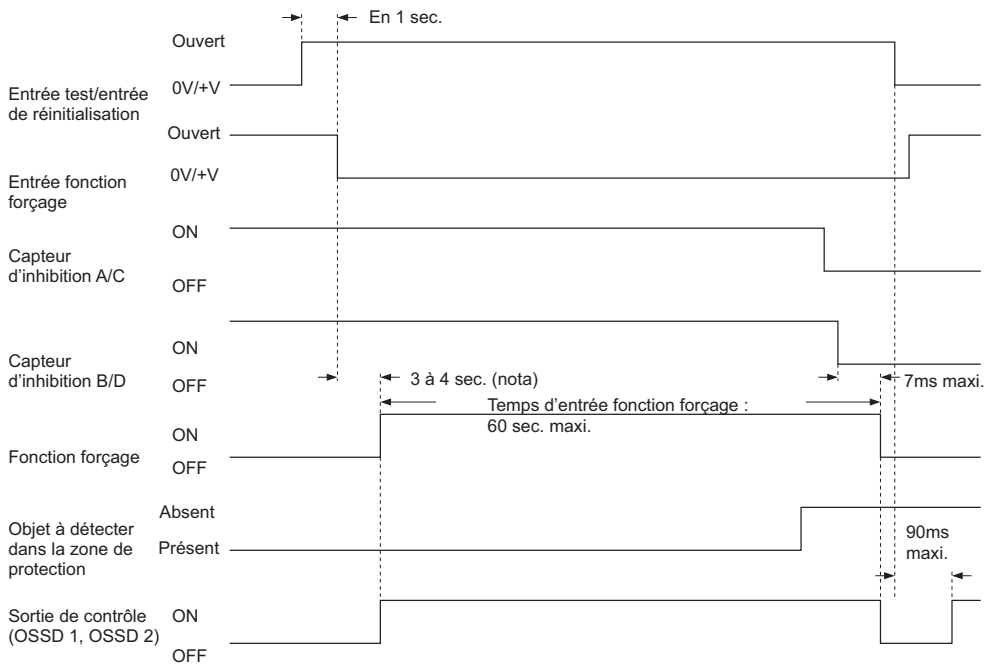 En 1 sec.
Ouvert
0V/+V
Entrée test/entrée
de réinitialisation
Ouvert
0V/+V
Entrée fonction
forçage
ON
Capteur
d'inhibition A/C
OFF
ON
Capteur
d'inhibition B/D
OFF
3 à 4 sec. (nota)
7ms maxi.
Temps d'entrée fonction forçage :
60 sec. maxi.
ON
Fonction forçage
OFF
Absent
Objet à détecter
dans la zone de
protection
Présent
90ms
maxi.
Sortie de contrôle
(OSSD 1, OSSD 2)
ON
OFF